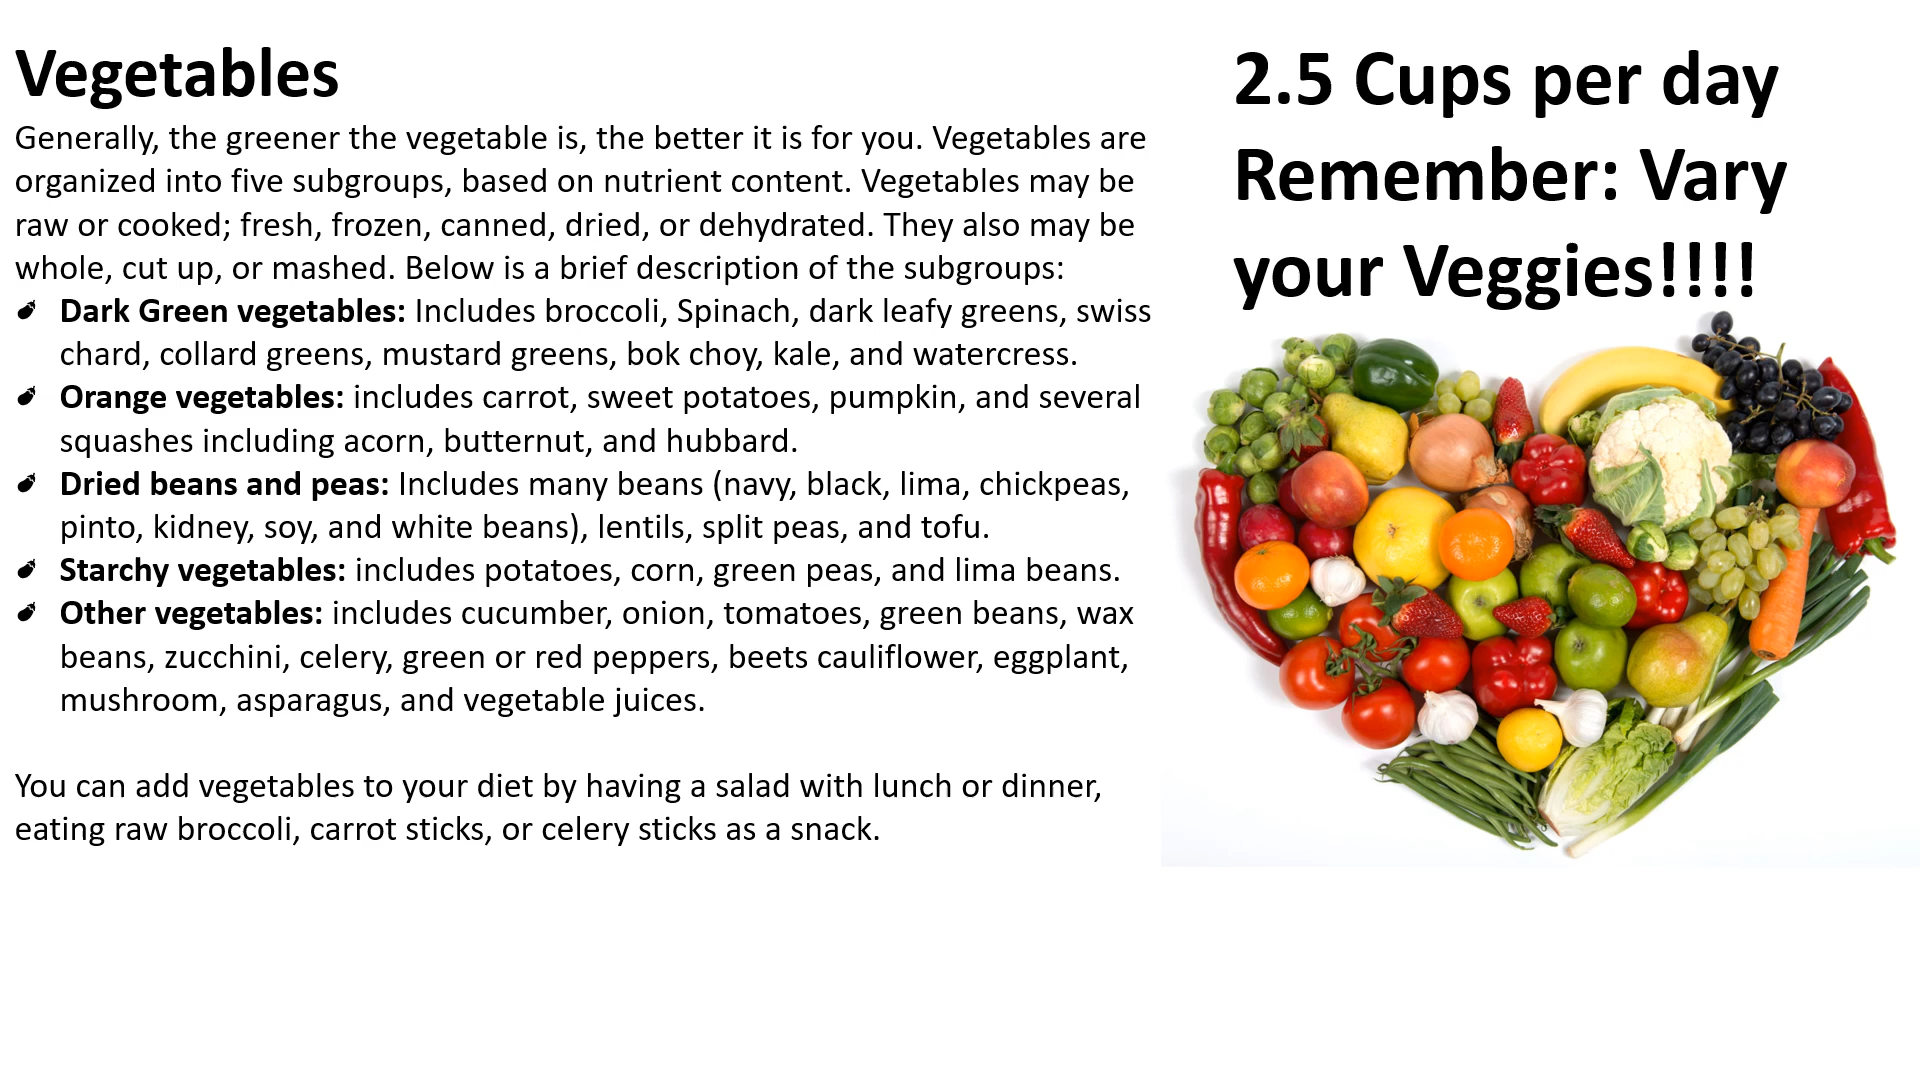 Vegetables
Generally, the greener the vegetable is, the better it is for you. Vegetables are
organized into five subgroups, based on nutrient content. Vegetables may be
raw or cooked; fresh, frozen, canned, dried, or dehydrated. They also may be
whole, cut up, or mashed. Below is a brief description of the subgroups:
Dark Green vegetables: Includes broccoli, Spinach, dark leafy greens, swiss
chard, collard greens, mustard greens, bok choy, kale, and watercress.
Orange vegetables: includes carrot, sweet potatoes, pumpkin, and several
squashes including acorn, butternut, and hubbard.
Dried beans and peas: Includes many beans (navy, black, lima, chickpeas,
pinto, kidney, soy, and white beans), lentils, split peas, and tofu.
Starchy vegetables: includes potatoes, corn, green peas, and lima beans.
Other vegetables: includes cucumber, onion, tomatoes, green beans, wax
beans, zucchini, celery, green or red peppers, beets cauliflower, eggplant,
mushroom, asparagus, and vegetable juices.
You can add vegetables to your diet by having a salad with lunch or dinner,
eating raw broccoli, carrot sticks, or celery sticks as a snack.
2.5 Cups per day
Remember: Vary
your Veggies!!!!